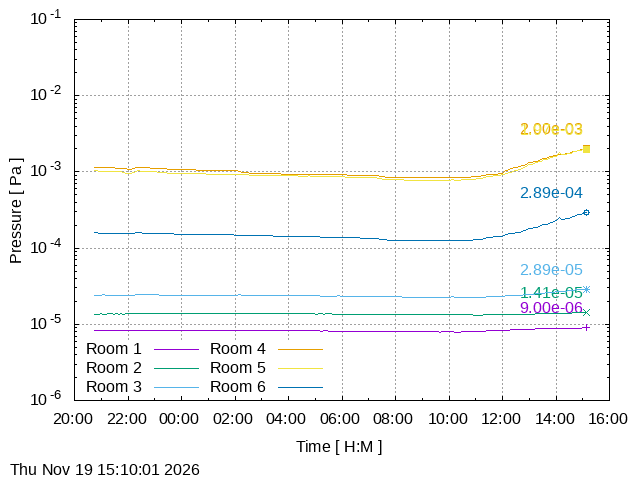 10^-1
10^-2
10^-3
10^-4
10^-5
10^-6
Pressure [ Pa ]
2.89e-04
2.89e-05
1.41e-05
9.00e-06
Room 1 Room 4
Room 2 Room 5
Room 3 Room 6
20:00 22:00 00:00 02:00 04:00 06:00 08:00 10:00 12:00 14:00 16:00
Time [ H:M ]
Thu Nov 19 15:10:01 2026